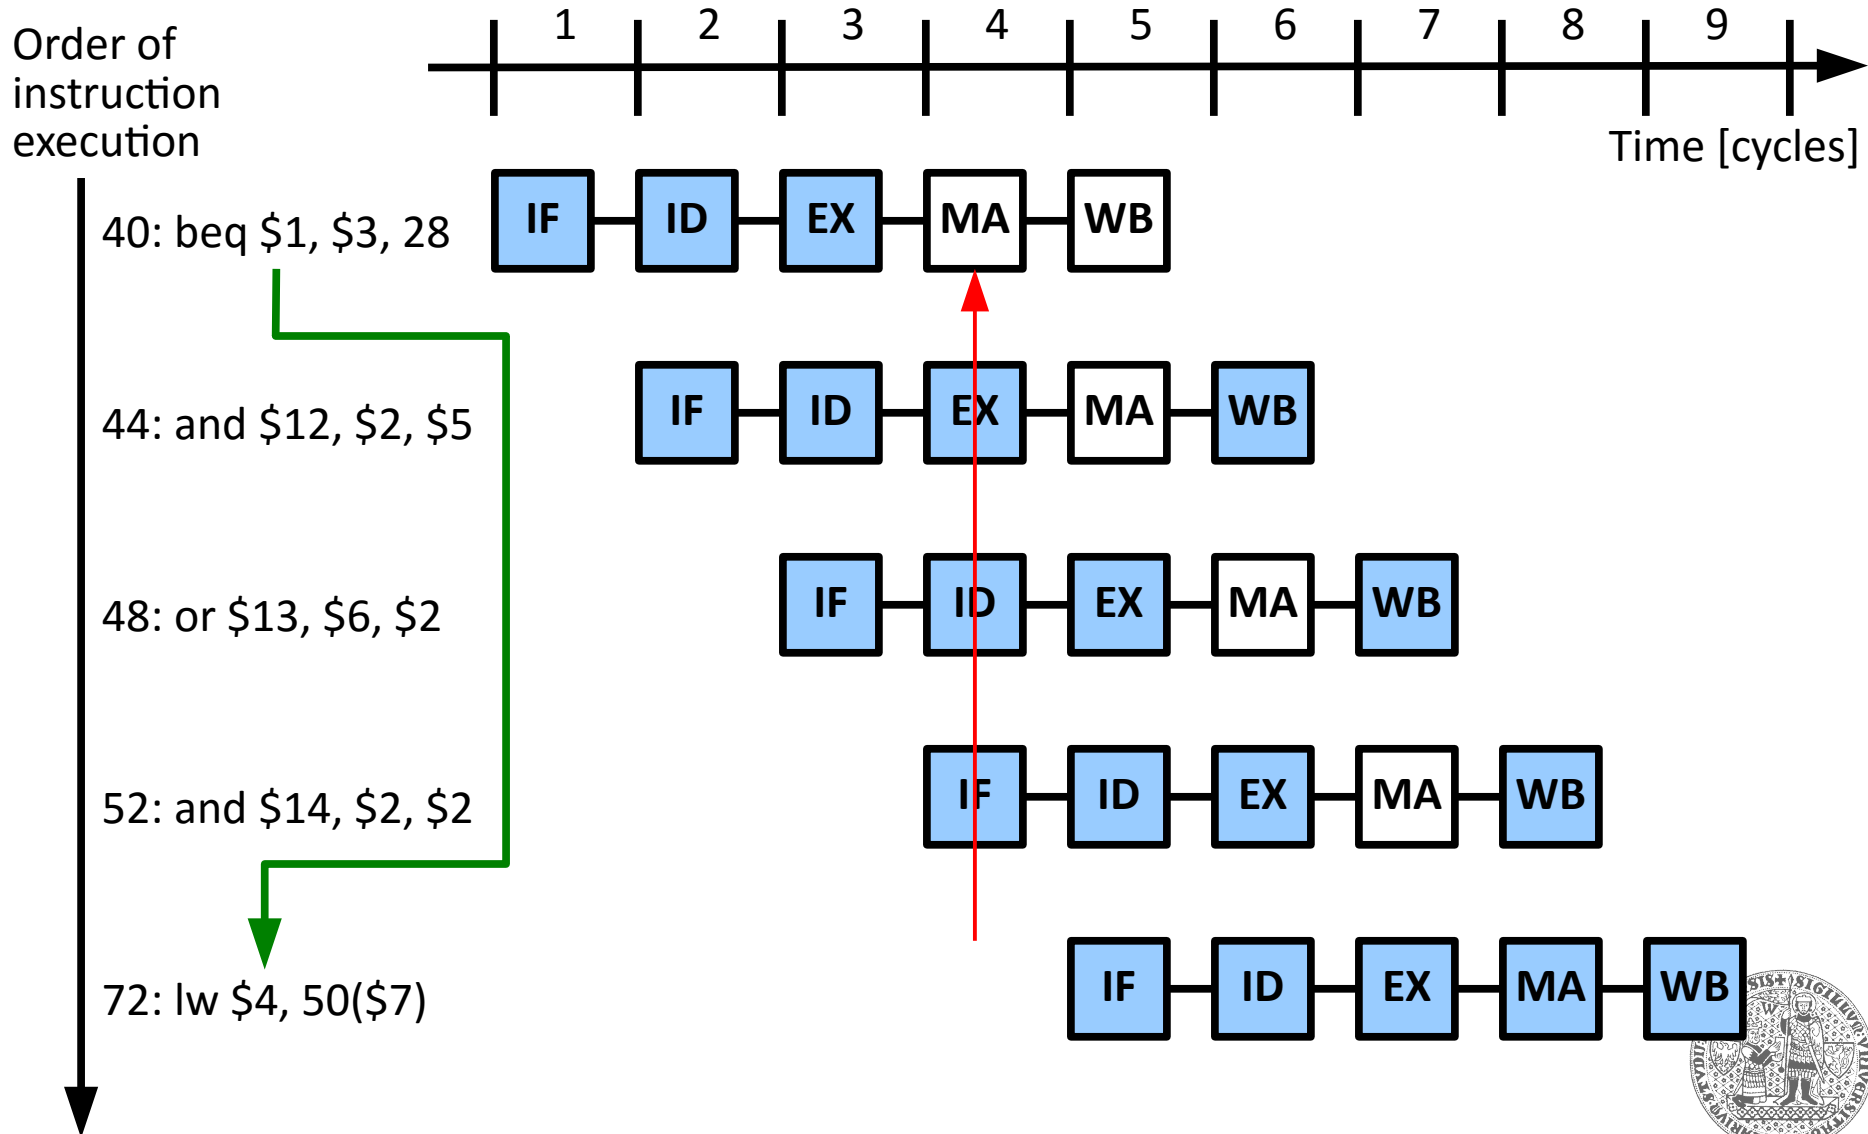 1 2 3 4 5 6 7 8 9
Order of
instruction
execution
Time [cycles]
40: beq $1, $3, 28 IF ID EX MA WB
44: and $12, $2, $5 IF ID EX MA WB
48: or $13, $6, $2 IF ID EX MA WB
52: and $14, $2, $2 IF ID EX MA WB
72: lw $4, 50($7) IF ID EX MA WB